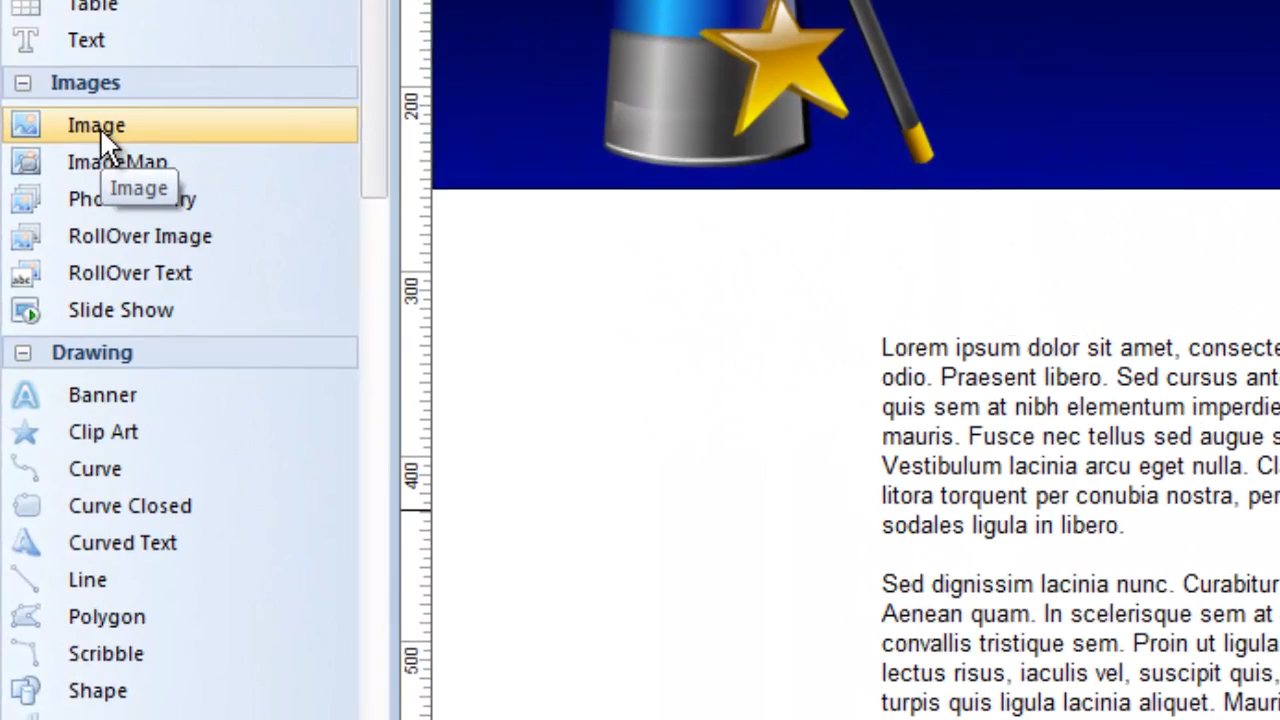 Table
Text
Images
Image
ImageMap
Image
RollOver Image
RollOver Text
Slide Show
Drawing
Banner
Clip Art
Curve
Curve Closed
Curved Text
Line
Polygon
Scribble
Shape
200
300
400
500
Lorem ipsum dolor sit amet, consecte
odio. Praesent libero. Sed cursus ant
quis sem at nibh elementum imperdie
mauris. Fusce nec tellus sed augue s
Vestibulum lacinia arcu eget nulla. Cl
litora torquent per conubia nostra, per
sodales ligula in libero.
Sed dignissim lacinia nunc. Curabitur
Aenean quam. In scelerisque sem at
convallis tristique sem. Proin ut ligula
lectus risus, iaculis vel, suscipit quis,
turpis quis ligula lacinia aliquet. Mauri